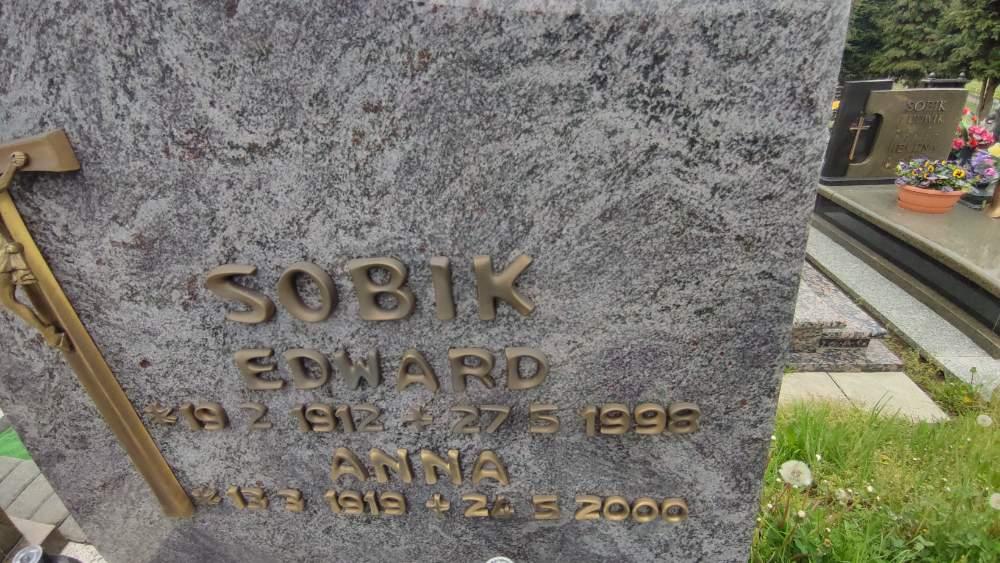 SOBIK
EDWARD
* 19 2 1912 + 27 5 1998
ANNA
* 13 3 1919 + 24 5 2000
SOBIK